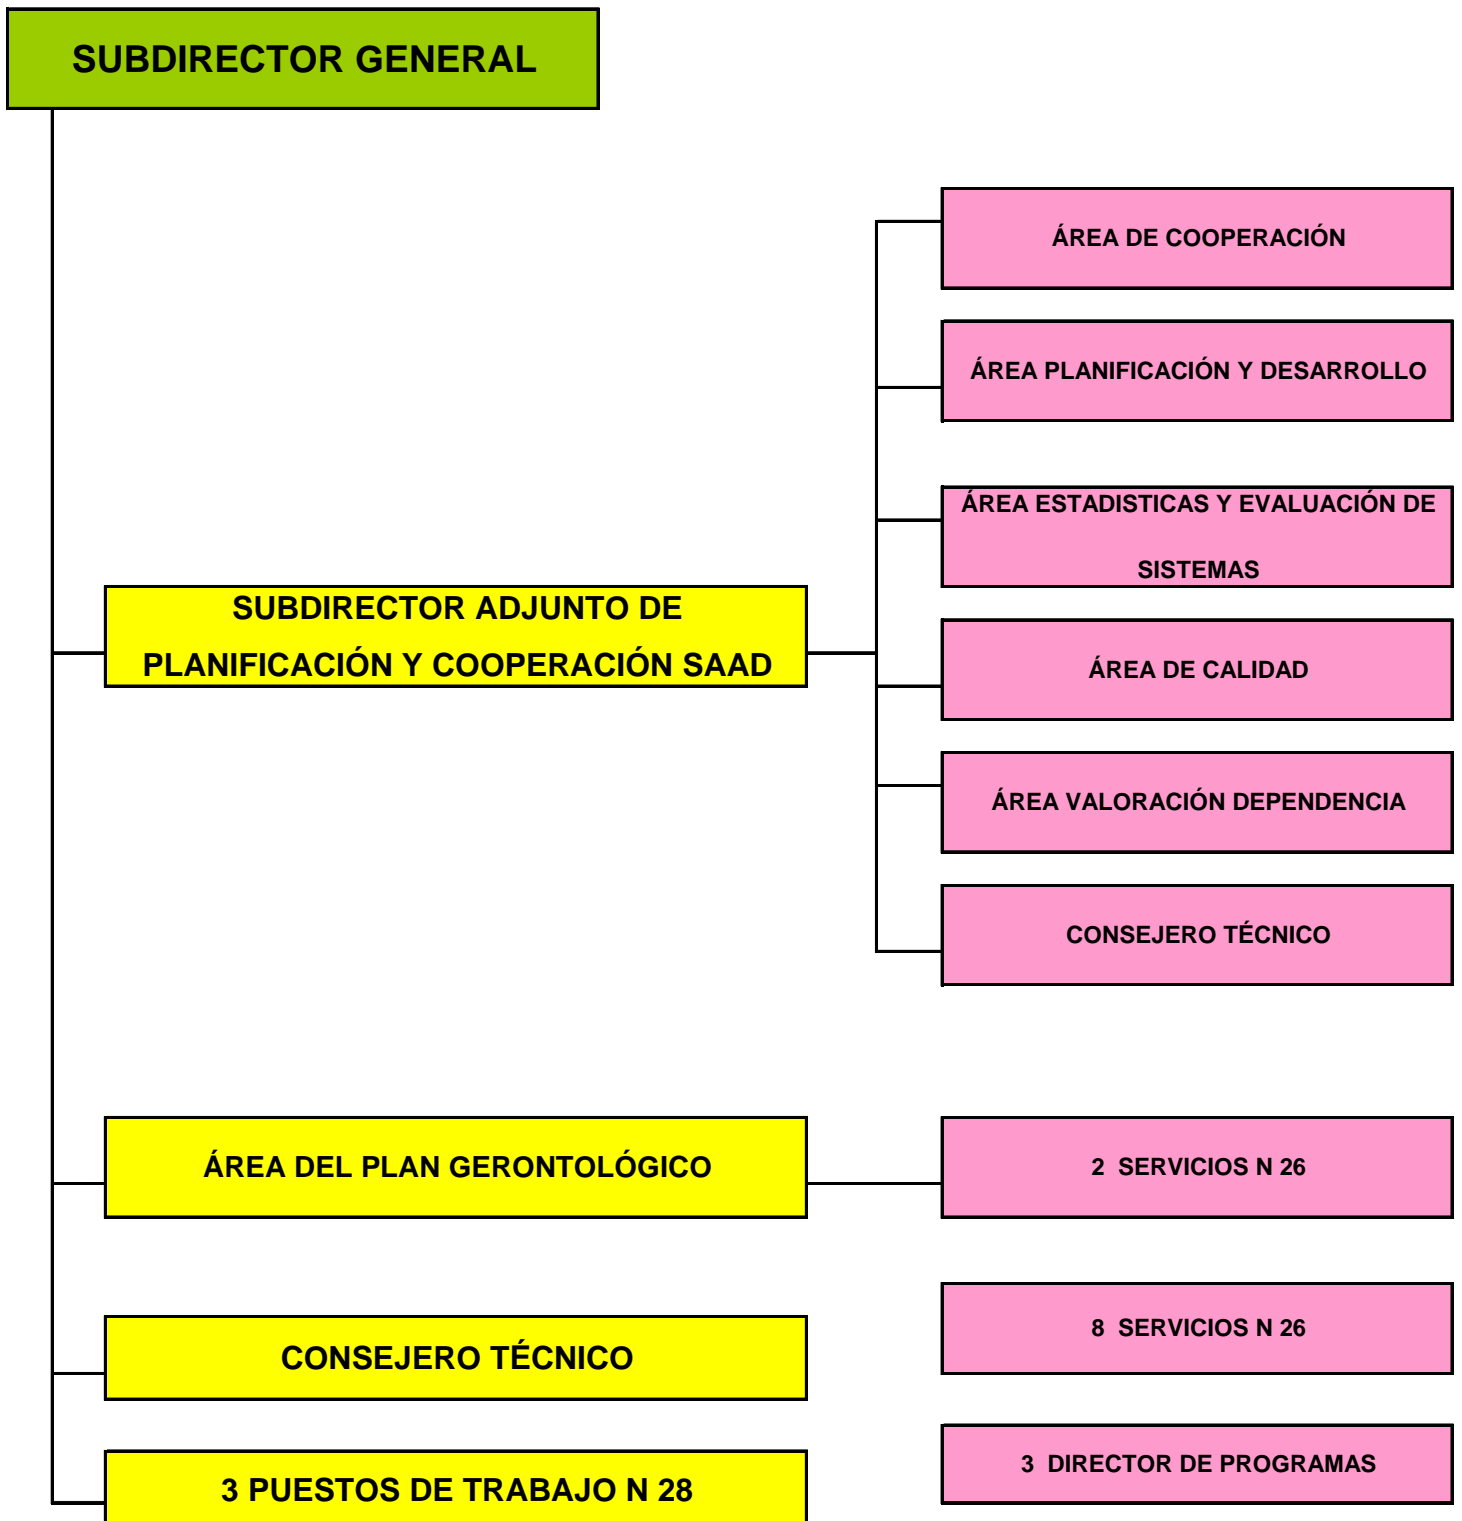 SUBDIRECTOR GENERAL
ÁREA DE COOPERACIÓN
ÁREA PLANIFICACIÓN Y DESARROLLO
ÁREA ESTADISTICAS Y EVALUACIÓN DE
SISTEMAS
SUBDIRECTOR ADJUNTO DE
PLANIFICACIÓN Y COOPERACIÓN SAAD
ÁREA DE CALIDAD
ÁREA VALORACIÓN DEPENDENCIA
CONSEJERO TÉCNICO
ÁREA DEL PLAN GERONTOLÓGICO
2 SERVICIOS N 26
8 SERVICIOS N 26
CONSEJERO TÉCNICO
3 DIRECTOR DE PROGRAMAS
3 PUESTOS DE TRABAJO N 28